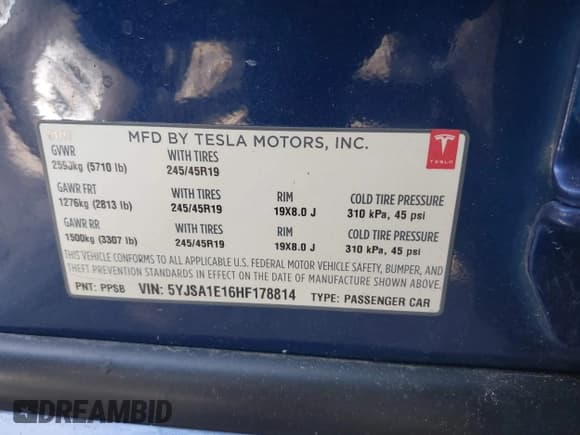 MFD BY TESLA MOTORS, INC.
TESLA
GVWR WITH TIRES
(5710 lb) 245/45R19
GAWR FRT WITH TIRES RIM COLD TIRE PRESSURE
1276kg (2813 lb) 245/45R19 19X8.0 J 310 kPa, 45 psi
GAWR RR WITH TIRES RIM COLD TIRE PRESSURE
1500kg (3307 lb) 245/45R19 19X8.0 J 310 kPa, 45 psi
THIS VEHICLE CONFORMS TO ALL APPLICABLE U.S. FEDERAL MOTOR VEHICLE SAFETY, BUMPER, AND
THEFT PREVENTION STANDARDS IN EFFECT ON THE DATE OF MANUFACTURE SHOWN ABOVE.
PNT: PPSB VIN: 5YJSA1E16HF178814 TYPE: PASSENGER CAR
DREAMBID